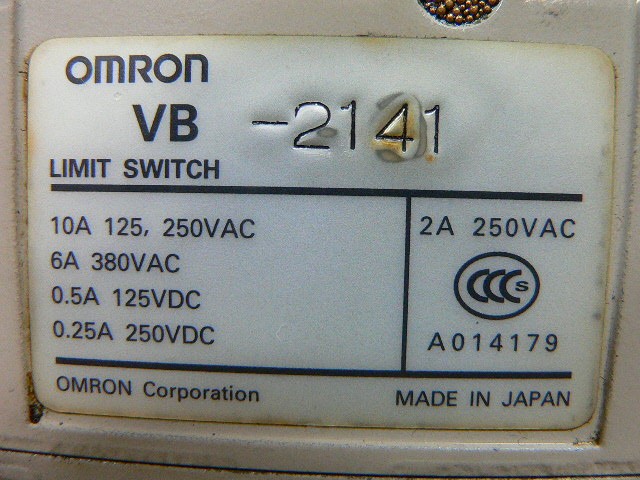 OMRON
VB -2141
LIMIT SWITCH
10A 125, 250VAC
6A 380VAC
0.5A 125VDC
0.25A 250VDC
2A 250VAC
CCC S
A014179
OMRON Corporation
MADE IN JAPAN